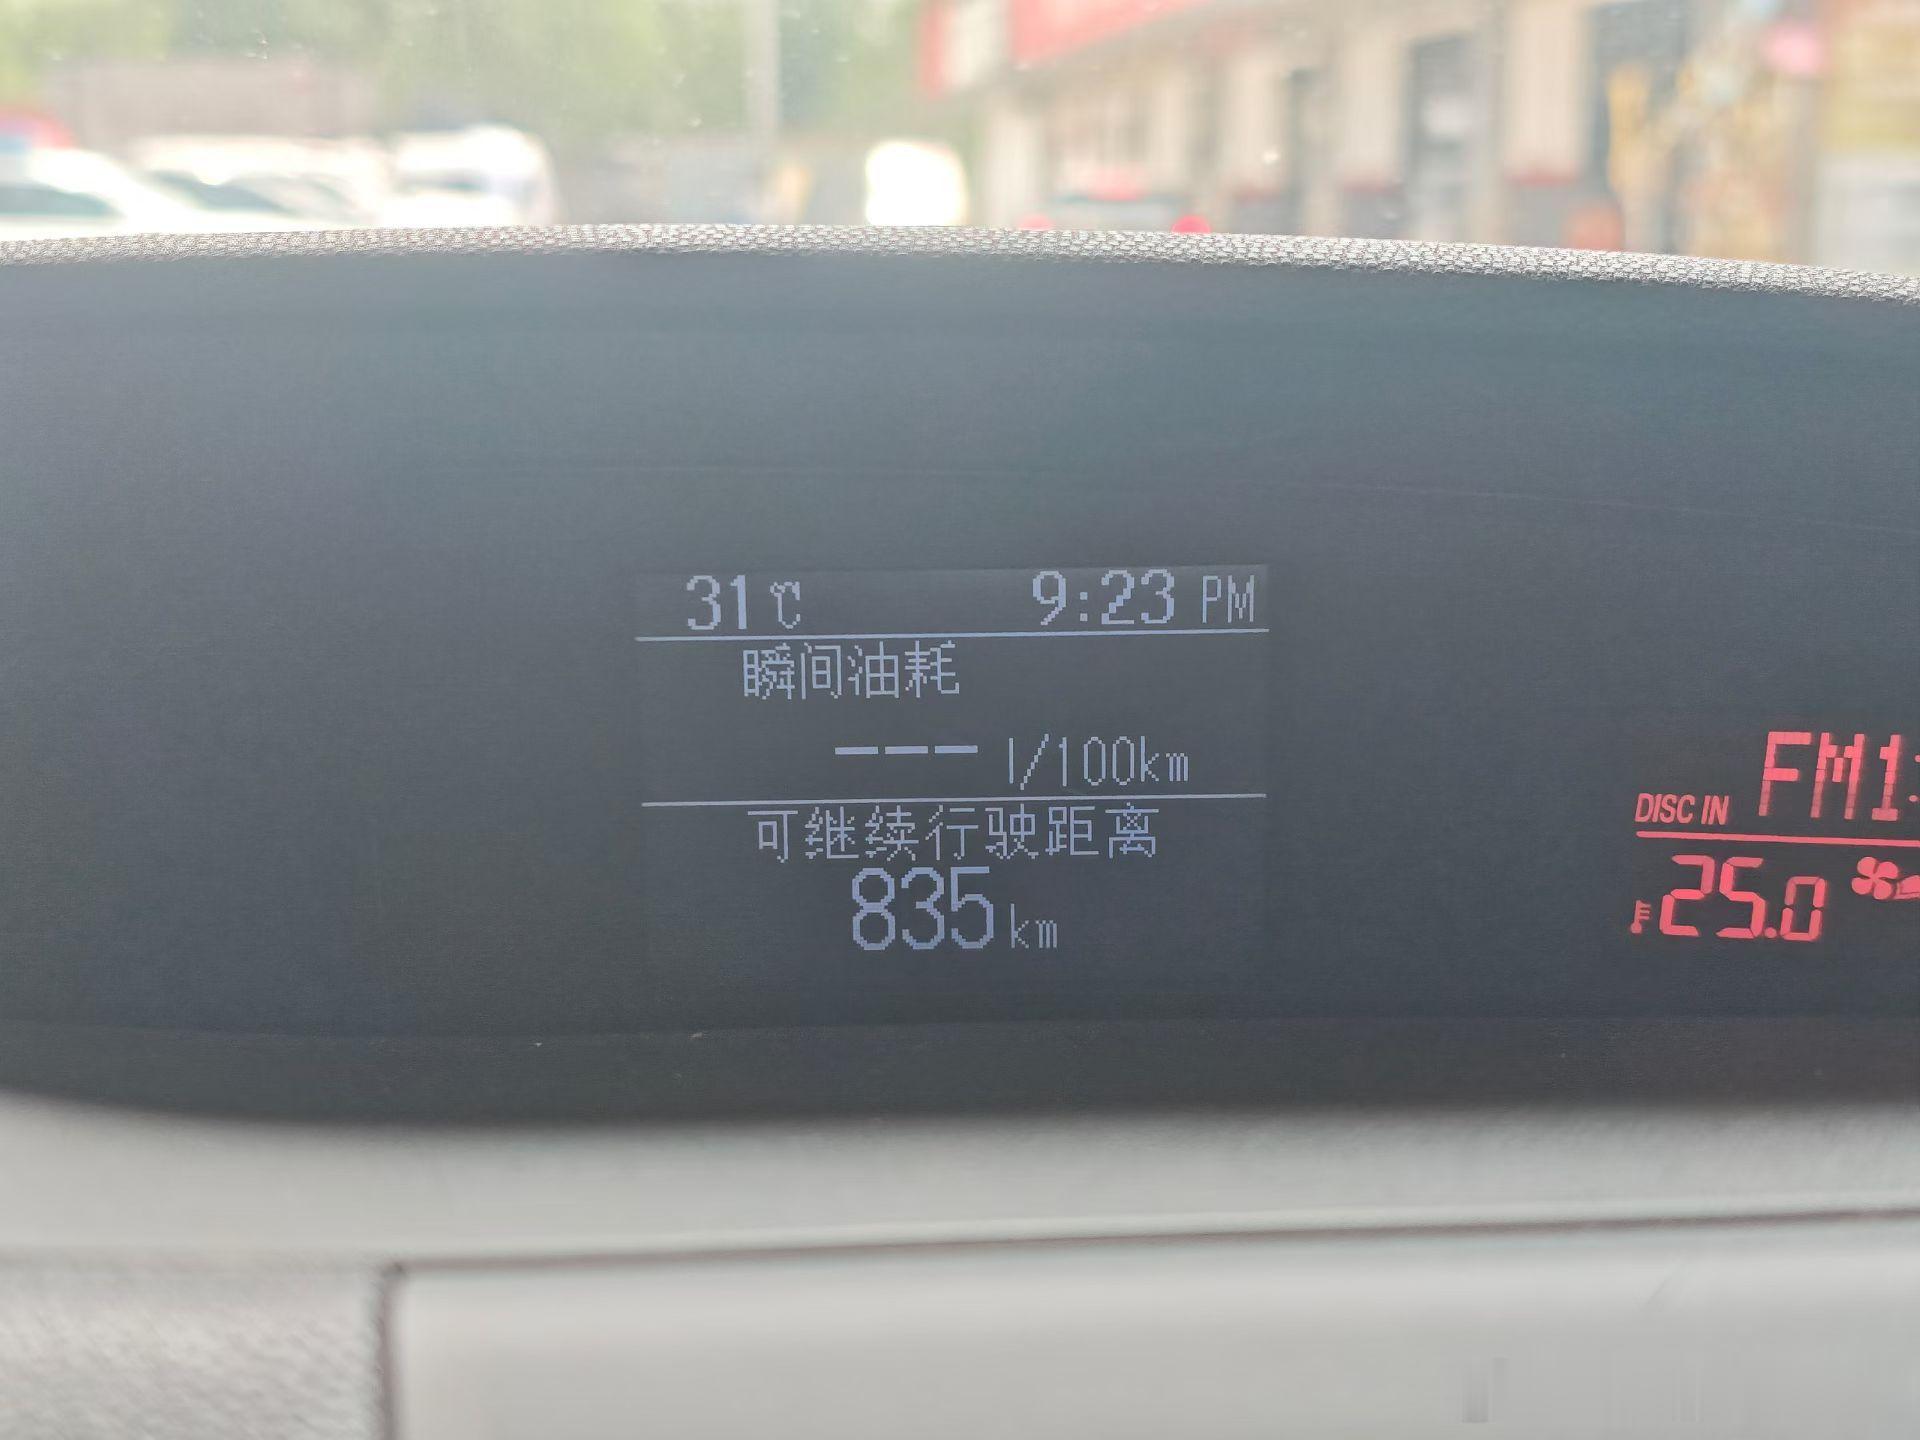 31℃ 9:23 PM
瞬间油耗
--- l/100km
可继续行驶距离
835km
DISC IN FM1
25.0